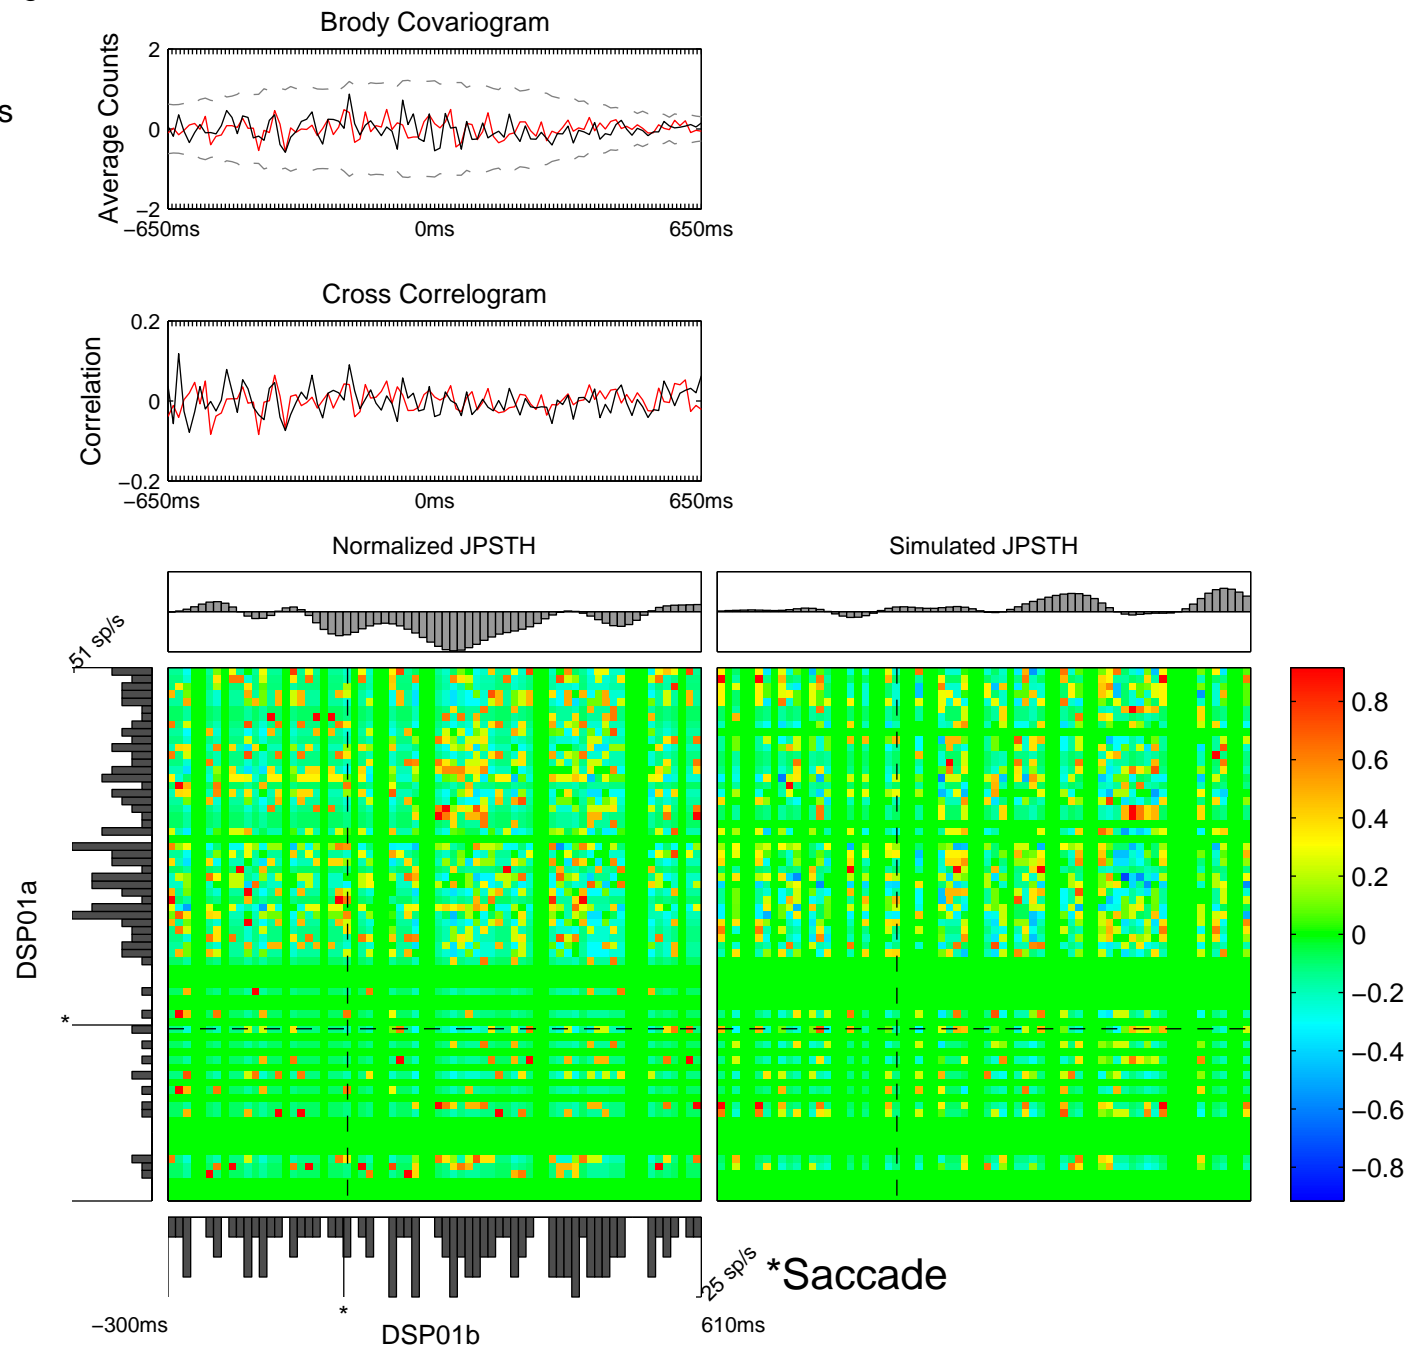 g
Brody Covariogram
s
Average Counts
2
0
−2
−650ms 0ms 650ms
Cross Correlogram
Correlation
0.2
0
−0.2
−650ms 0ms 650ms
Normalized JPSTH
Simulated JPSTH
51 sp/s
DSP01a
*
0.8
0.6
0.4
0.2
0
−0.2
−0.4
−0.6
−0.8
25 sp/s
*Saccade
*
−300ms DSP01b 610ms